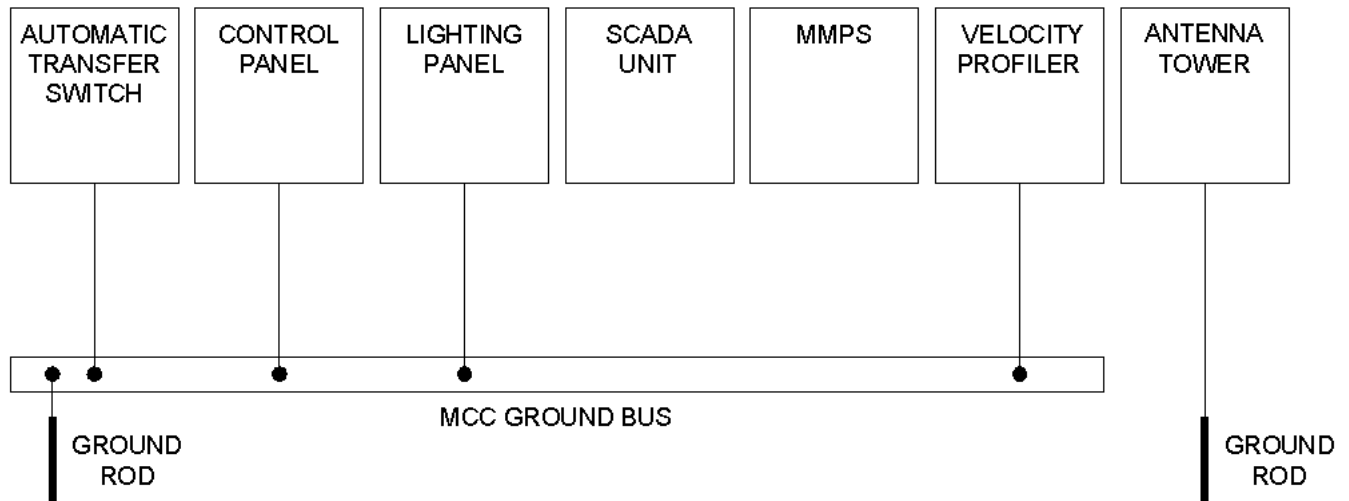 AUTOMATIC
TRANSFER
SWITCH
CONTROL
PANEL
LIGHTING
PANEL
SCADA
UNIT
MMPS
VELOCITY
PROFILER
ANTENNA
TOWER
MCC GROUND BUS
GROUND
ROD
GROUND
ROD